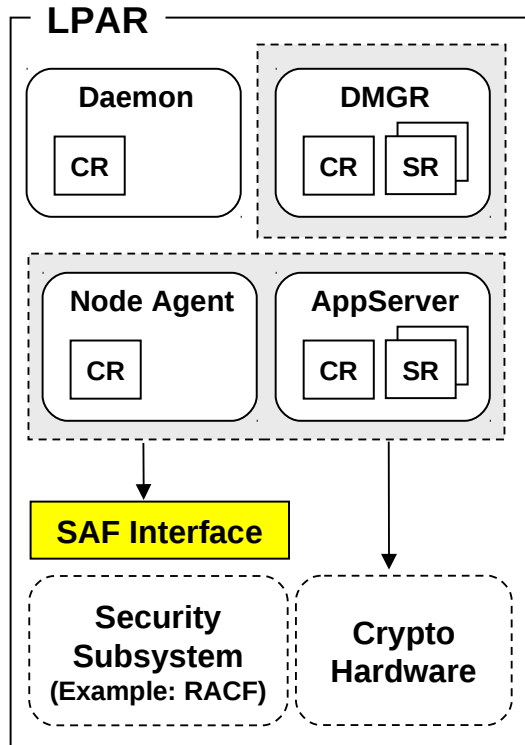 LPAR
Daemon
CR
DMGR
CR
SR
Node Agent
CR
AppServer
CR
SR
SAF Interface
Security
Subsystem
(Example: RACF)
Crypto
Hardware